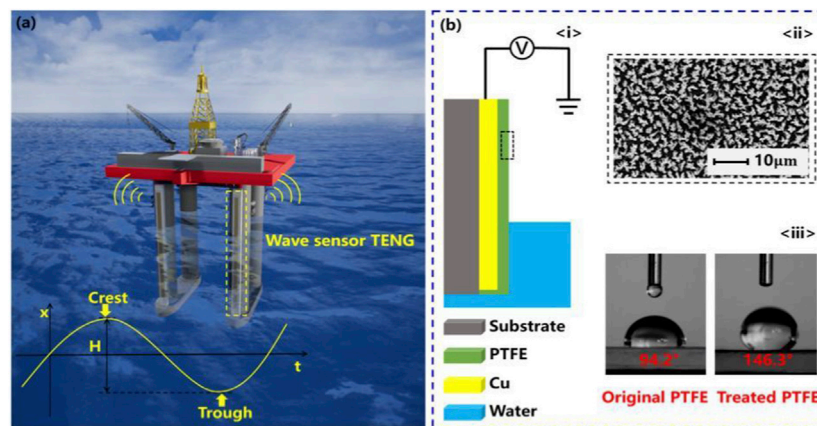 (a)
Wave sensor TENG
Crest
x
H
t
Trough
(b)
<i>
V
<ii>
10μm
<iii>
Substrate
PTFE
Cu
Water
94.2°
146.3°
Original PTFE
Treated PTFE